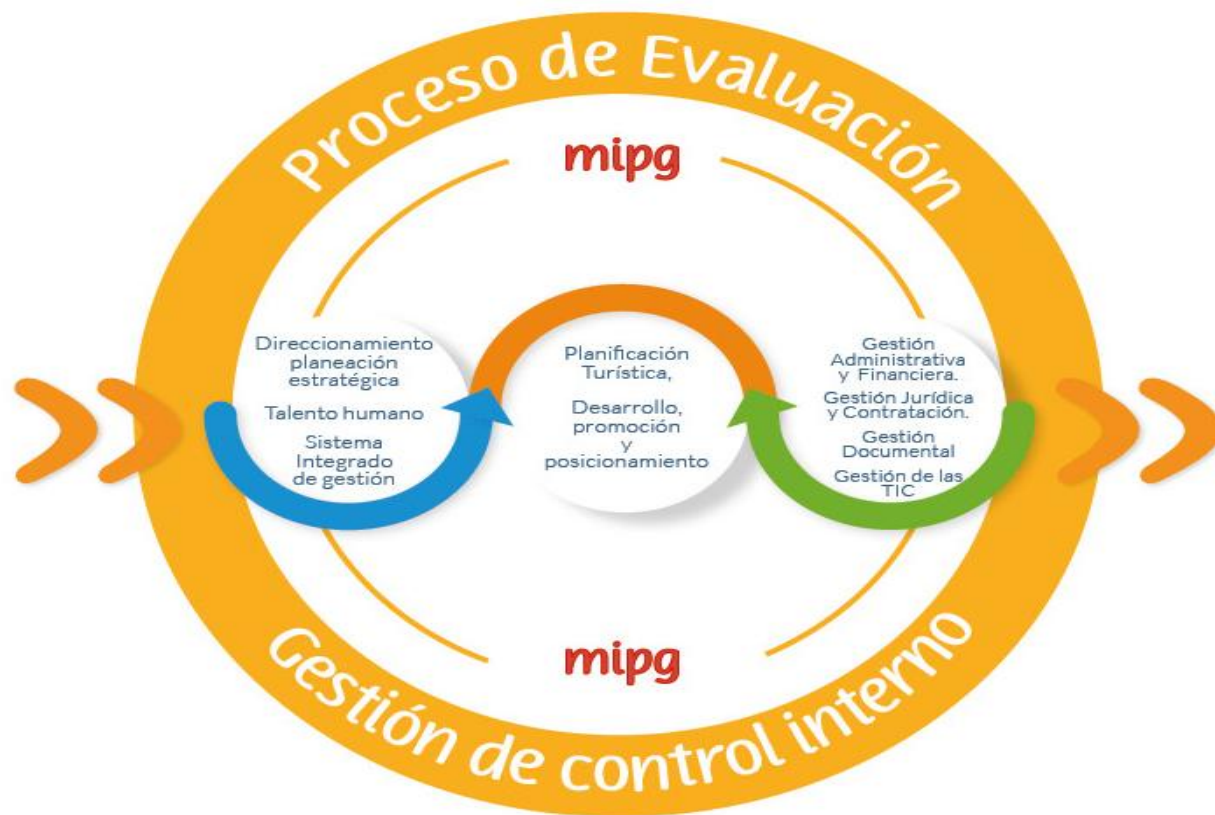 Proceso de Evaluación
mipg
Direccionamiento
planeación
estratégica
Talento humano
Sistema
Integrado
de gestión
Planificación
Turística,
Desarrollo,
promoción
y
posicionamiento
Gestión
Administrativa
y Financiera.
Gestión Jurídica
y Contratación.
Gestión
Documental
Gestión de las
TIC
mipg
Gestión de control interno